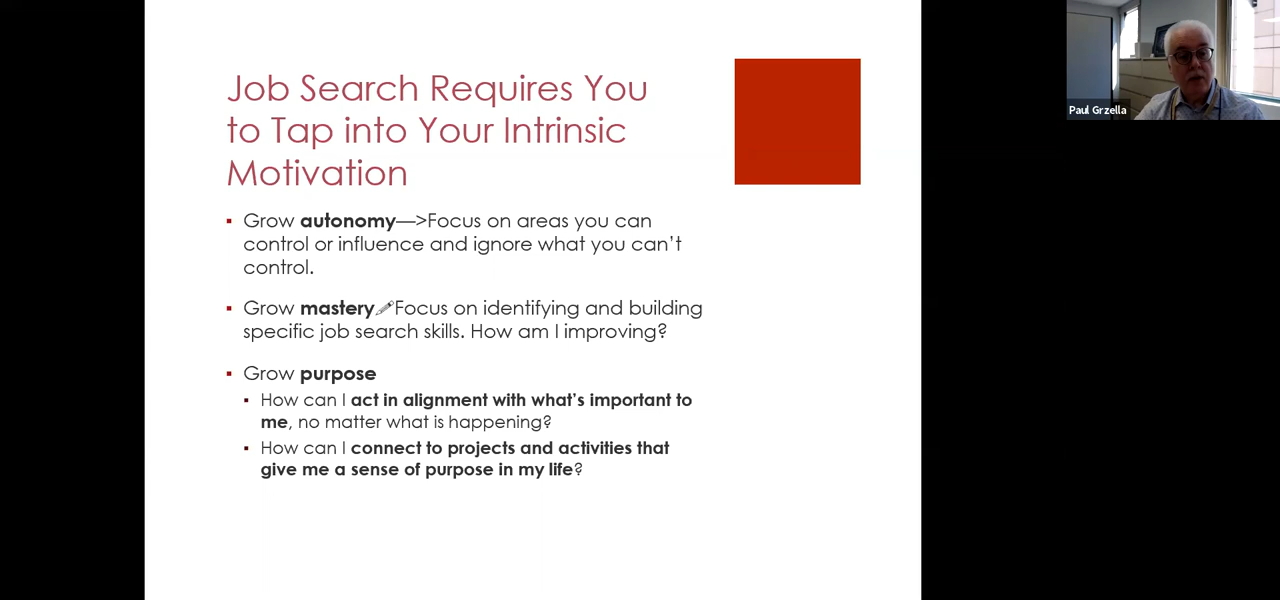 Job Search Requires You
to Tap into Your Intrinsic
Motivation
▪ Grow autonomy—>Focus on areas you can
control or influence and ignore what you can’t
control.
▪ Grow mastery✐Focus on identifying and building
specific job search skills. How am I improving?
▪ Grow purpose
▪ How can I act in alignment with what’s important to
me, no matter what is happening?
▪ How can I connect to projects and activities that
give me a sense of purpose in my life?
Paul Grzella